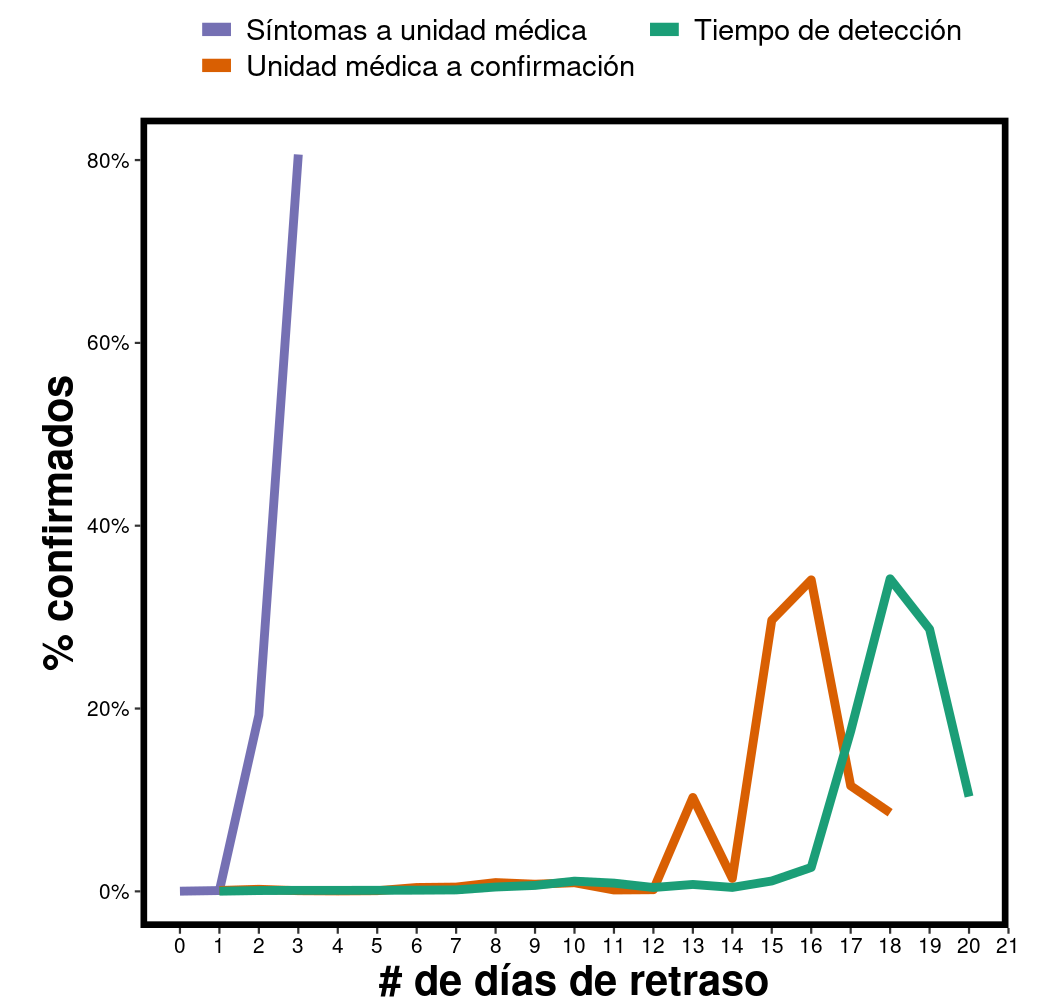 Síntomas a unidad médica
Tiempo de detección
Unidad médica a confirmación
80%
60%
40%
20%
0%
% confirmados
0 1 2 3 4 5 6 7 8 9 10 11 12 13 14 15 16 17 18 19 20 21
# de días de retraso